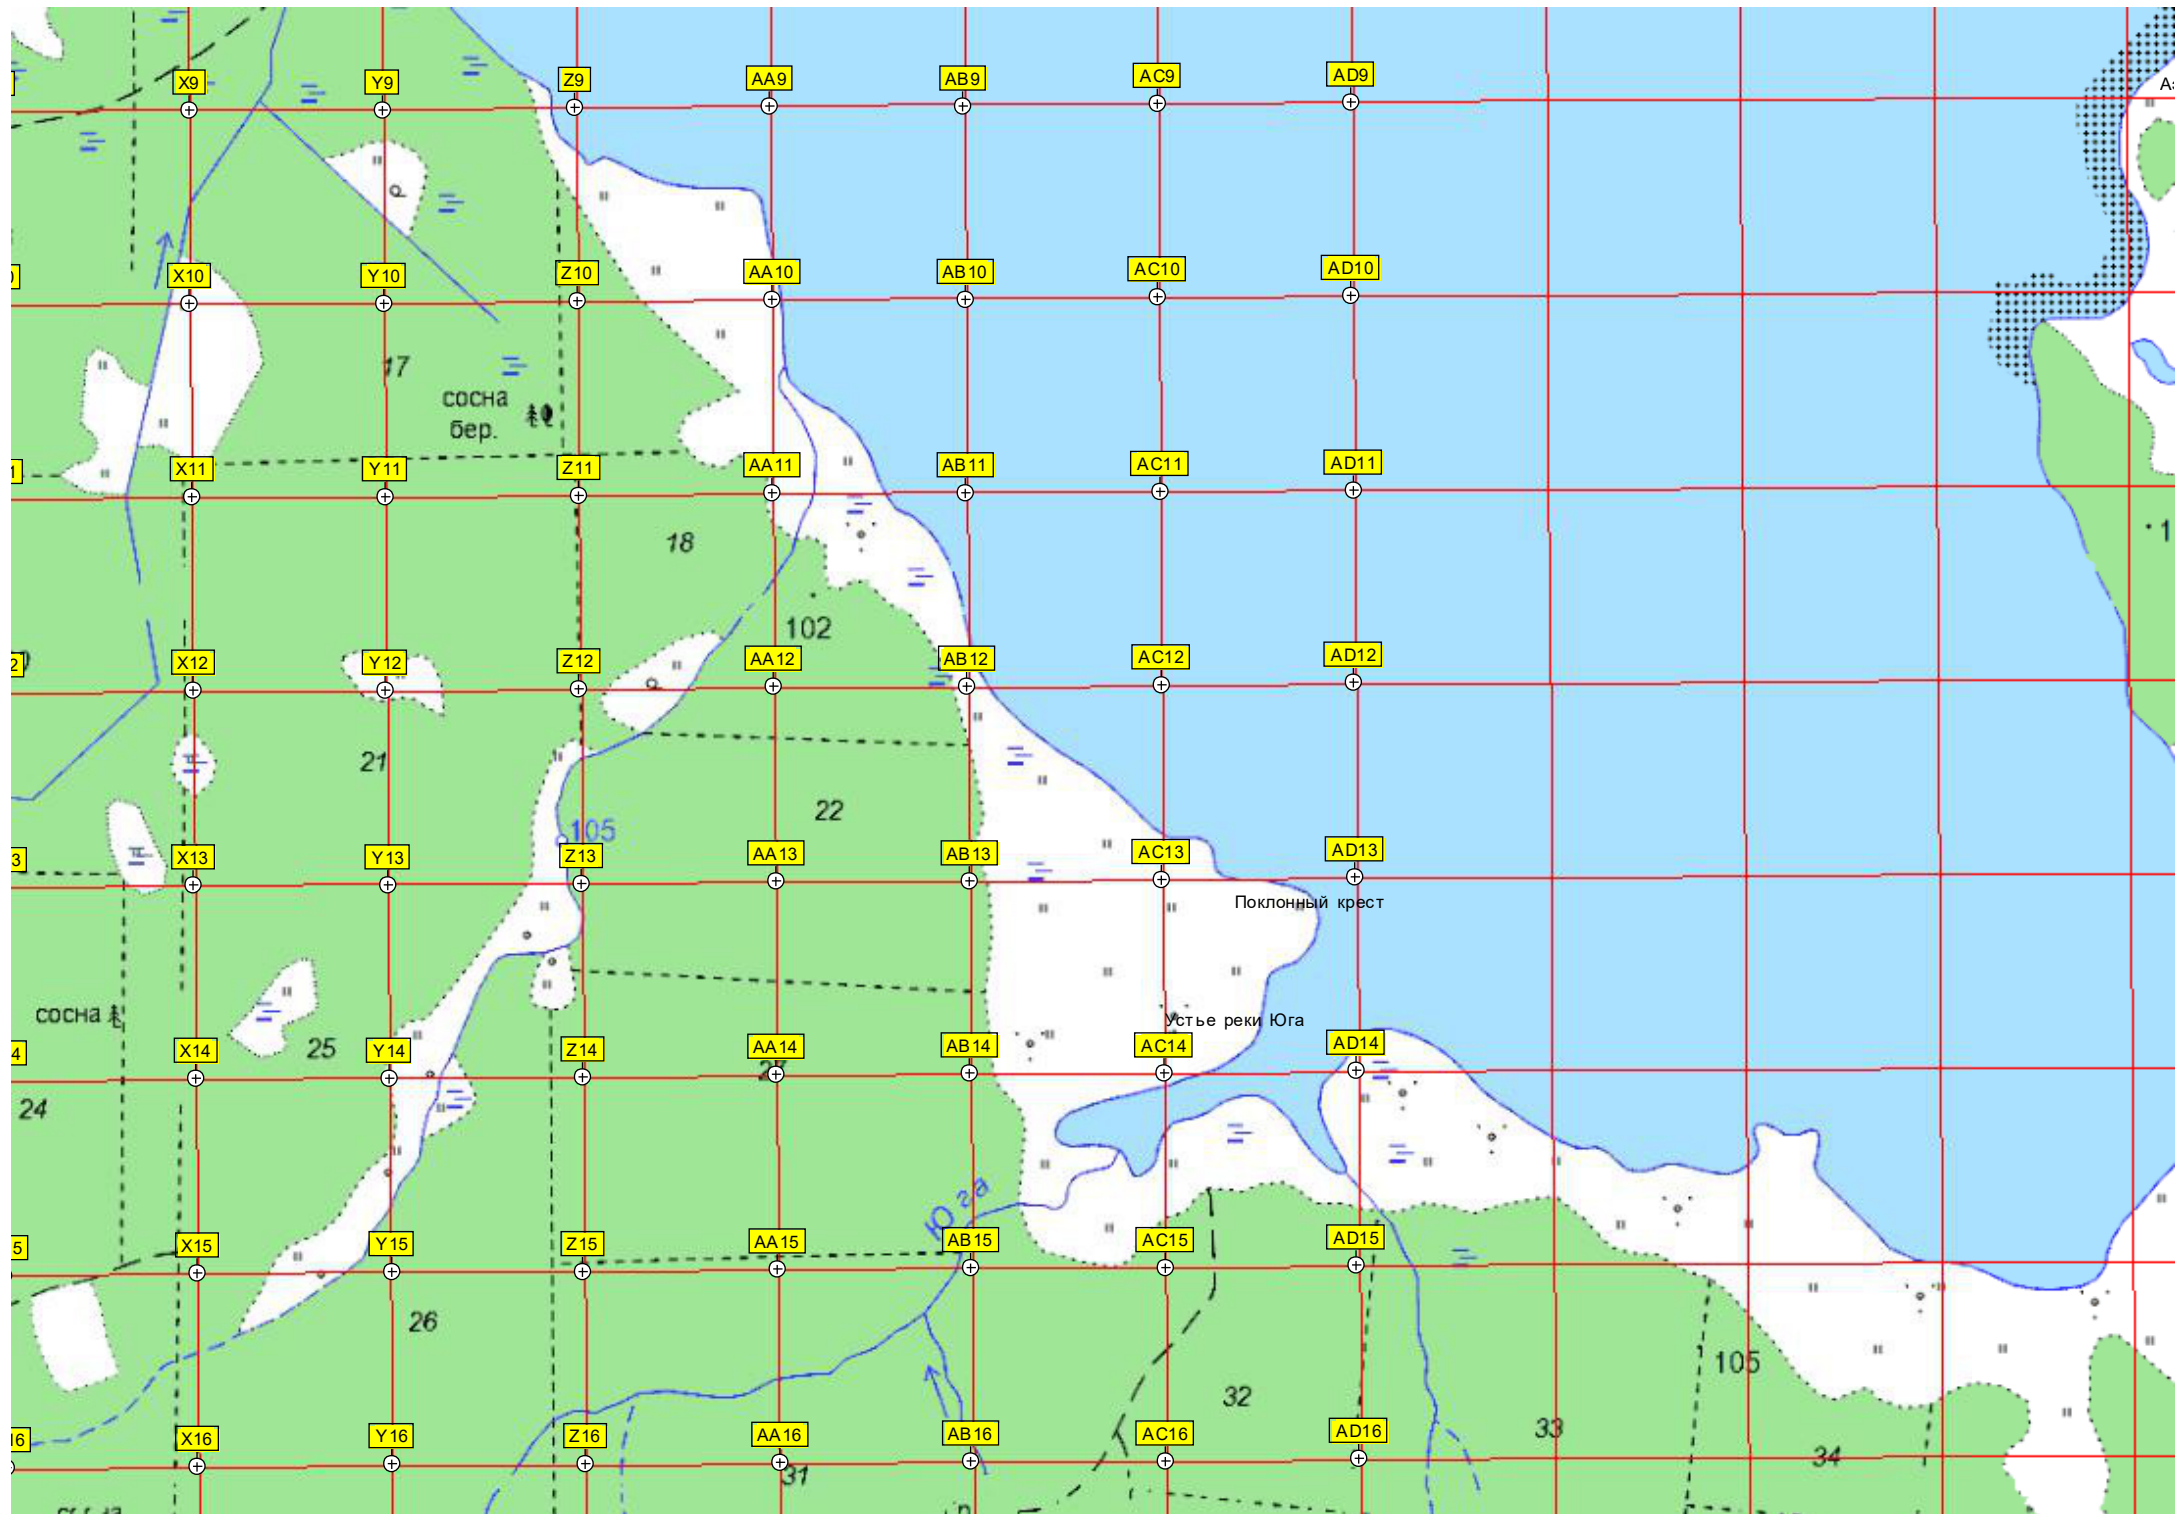 X9 Y9 Z9 AA9 AB9 AC9 AD9
X10 Y10 Z10 AA10 AB10 AC10 AD10
17
сосна
бер.
X11 Y11 Z11 AA11 AB11 AC11 AD11
18
102
X12 Y12 Z12 AA12 AB12 AC12 AD12
21
22
105
X13 Y13 Z13 AA13 AB13 AC13 AD13
Поклонный крест
сосна
Устье реки Юга
25
X14 Y14 Z14 AA14 AB14 AC14 AD14
24
Юга
X15 Y15 Z15 AA15 AB15 AC15 AD15
26
105
32
33
34
X16 Y16 Z16 AA16 AB16 AC16 AD16
31